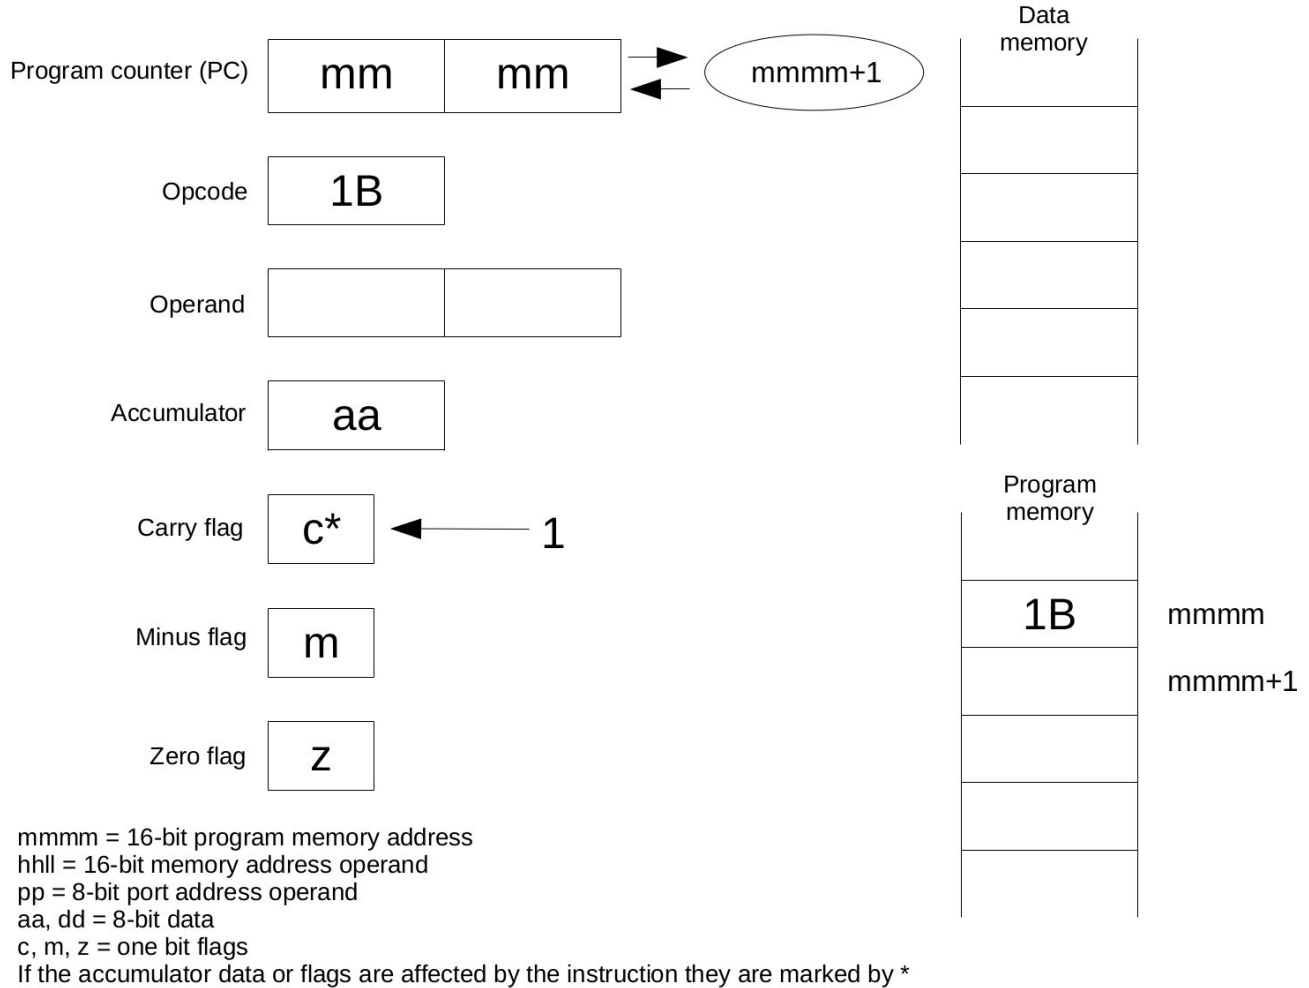 Data
memory
Program counter (PC)
mm
mm
mmmm+1
Opcode
1B
Operand
Accumulator
aa
Carry flag
c*
1
Minus flag
m
Zero flag
z
Program
memory
1B
mmmm
mmmm+1
mmmm = 16-bit program memory address
hhll = 16-bit memory address operand
pp = 8-bit port address operand
aa, dd = 8-bit data
c, m, z = one bit flags
If the accumulator data or flags are affected by the instruction they are marked by *